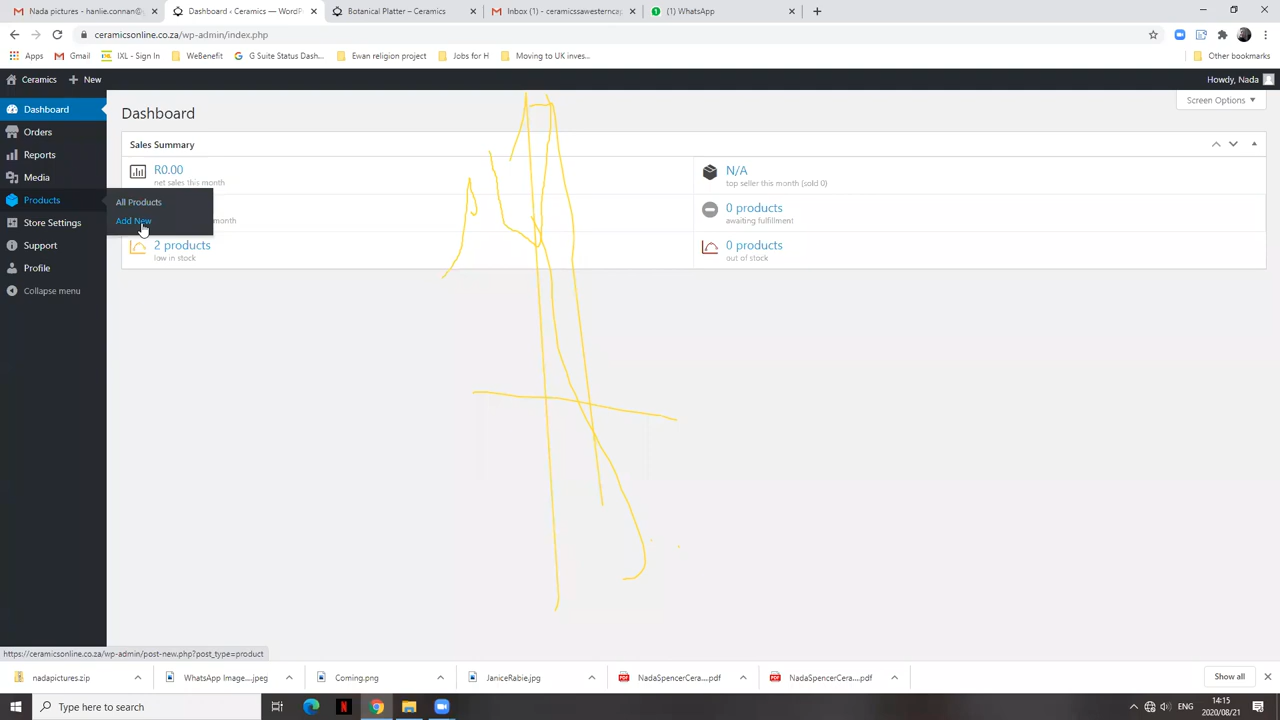 Nada pictures - hanlie.connan@
Dashboard ‹ Ceramics — WordP
Botanical Platter – Ceramics
Inbox (1) - ceramicssawesterncap
(1) WhatsApp
ceramicsonline.co.za/wp-admin/index.php
Apps
Gmail
IXL - Sign In
WeBenefit
G Suite Status Dash...
Ewan religion project
Jobs for H
Moving to UK inves...
Other bookmarks
Ceramics
New
Howdy, Nada
Dashboard
Orders
Reports
Media
Products
Store Settings
Support
Profile
Collapse menu
All Products
Add New
Dashboard
Screen Options
Sales Summary
R0.00
net sales this month
N/A
top seller this month (sold 0)
month
0 products
awaiting fulfillment
2 products
low in stock
0 products
out of stock
https://ceramicsonline.co.za/wp-admin/post-new.php?post_type=product
nadapictures.zip
WhatsApp Image....jpeg
Coming.png
JaniceRabie.jpg
NadaSpencerCera....pdf
NadaSpencerCera....pdf
Show all
Type here to search
ENG
14:15
2020/08/21